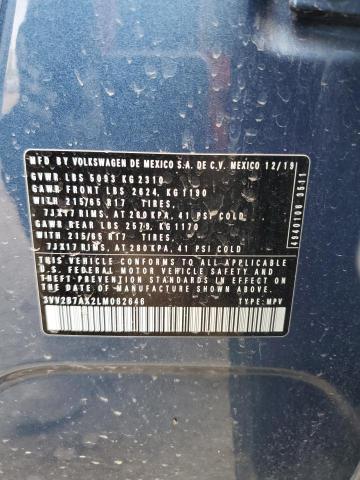 MFD. BY VOLKSWAGEN DE MEXICO S.A. DE C.V. MEXICO 12/19
GVWR LBS 5093 KG 2310
GAWR FRONT LBS 2624, KG 1190
WITH 215/65 R17 TIRES,
7JX17 RIMS, AT 280 KPA, 41 PSI COLD
GAWR REAR LBS 2579, KG 1170
WITH 215/65 R17 TIRES,
7JX17 RIMS, AT 280 KPA, 41 PSI COLD
THIS VEHICLE CONFORMS TO ALL APPLICABLE
U.S. FEDERAL MOTOR VEHICLE SAFETY AND
THEFT PREVENTION STANDARDS IN EFFECT ON THE
DATE OF MANUFACTURE SHOWN ABOVE.
3VV2B7AX2LM062646 TYPE: MPV